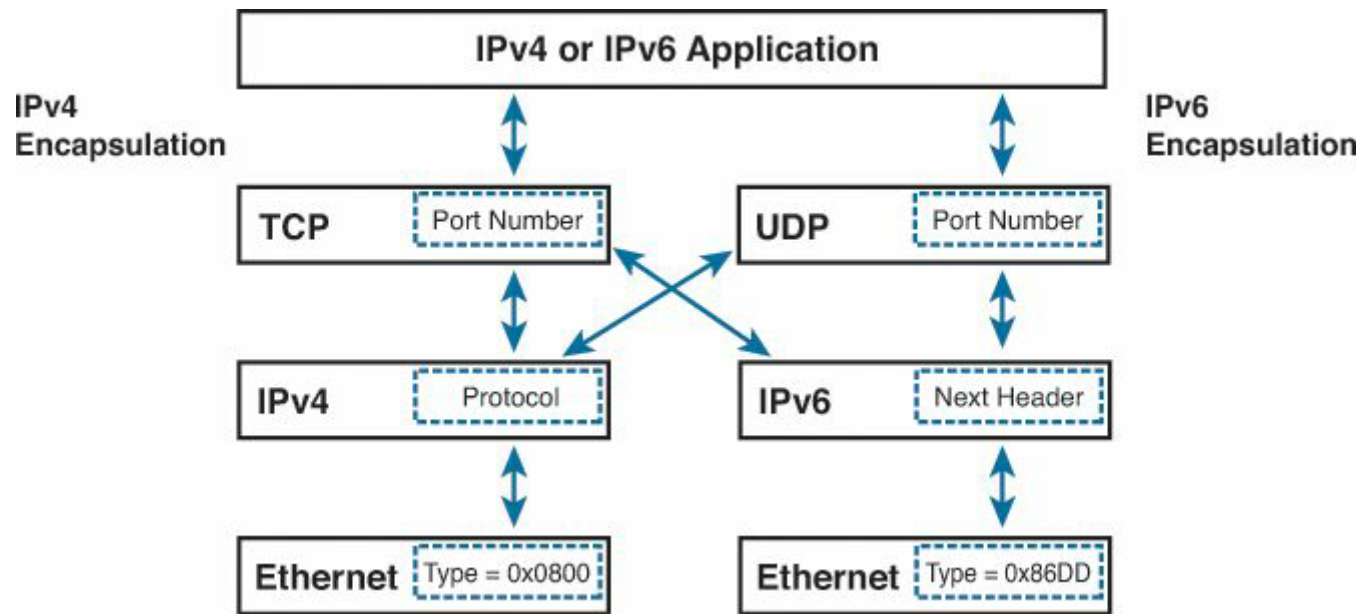 IPv4 or IPv6 Application
IPv4
Encapsulation
IPv6
Encapsulation
TCP
Port Number
UDP
Port Number
IPv4
Protocol
IPv6
Next Header
Ethernet
Type = 0x0800
Ethernet
Type = 0x86DD